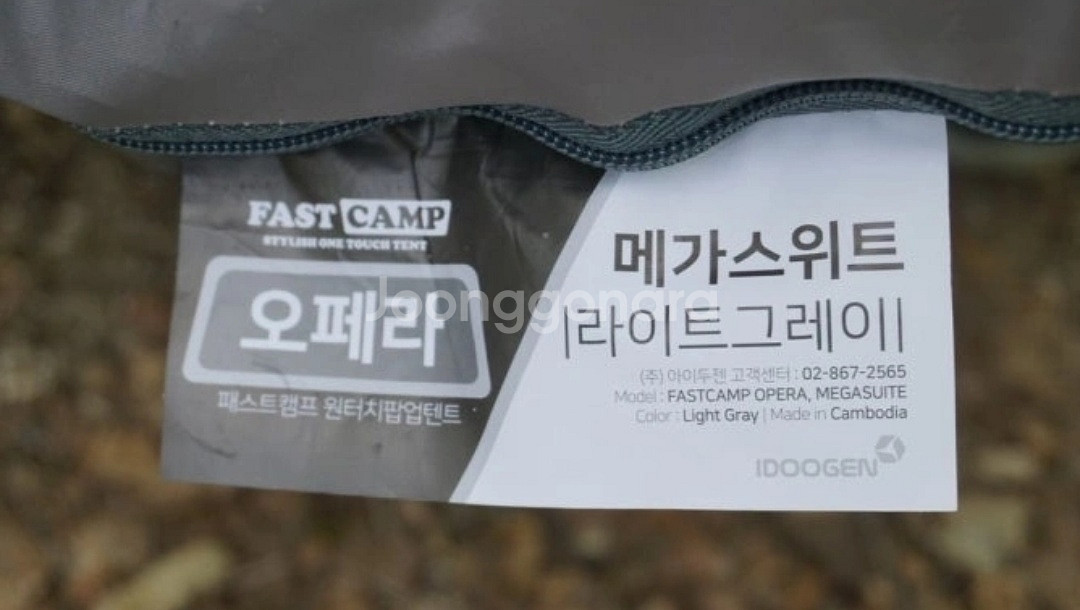 FAST CAMP
STYLISH ONE TOUCH TENT
오페라
패스트캠프 원터치팝업텐트
메가스위트
|라이트그레이|
(주) 아이두젠 고객센터 : 02-867-2565
Model : FASTCAMP OPERA, MEGASUITE
Color : Light Gray | Made in Cambodia
IDOOGEN
Joonggonara